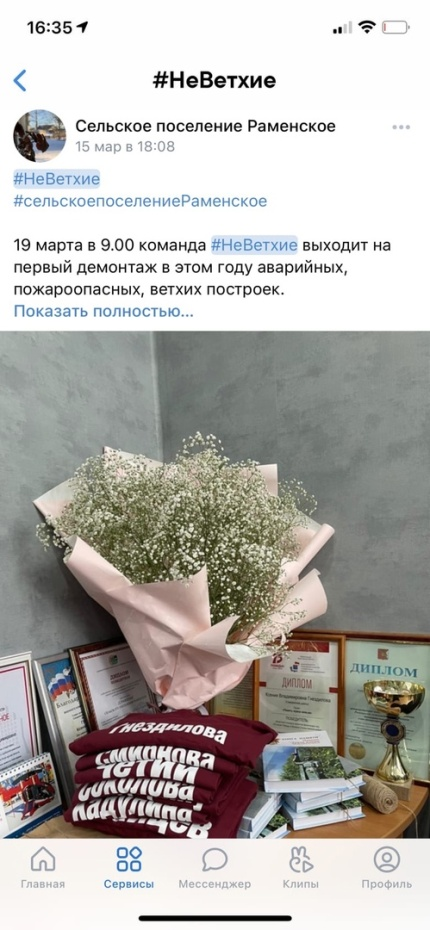 16:35
#НеВетхие
Сельское поселение Раменское
15 мар в 18:08
#НеВетхие
#сельскоепоселениеРаменское
19 марта в 9.00 команда #НеВетхие выходит на
первый демонтаж в этом году аварийных,
пожароопасных, ветхих построек.
Показать полностью...
ДИПЛОМ
ДИПЛОМ
Гнездилова
Смирнова
Четий
Соколова
Главная
Сервисы
Мессенджер
Клипы
Профиль